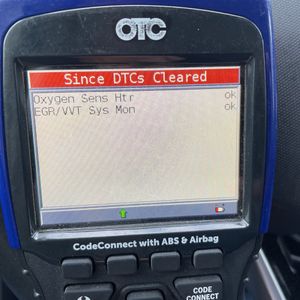 OTC
Since DTCs Cleared
Oxygen Sens Htr ok
EGR/VVT Sys Mon ok
CodeConnect with ABS & Airbag
CODE
CONNECT